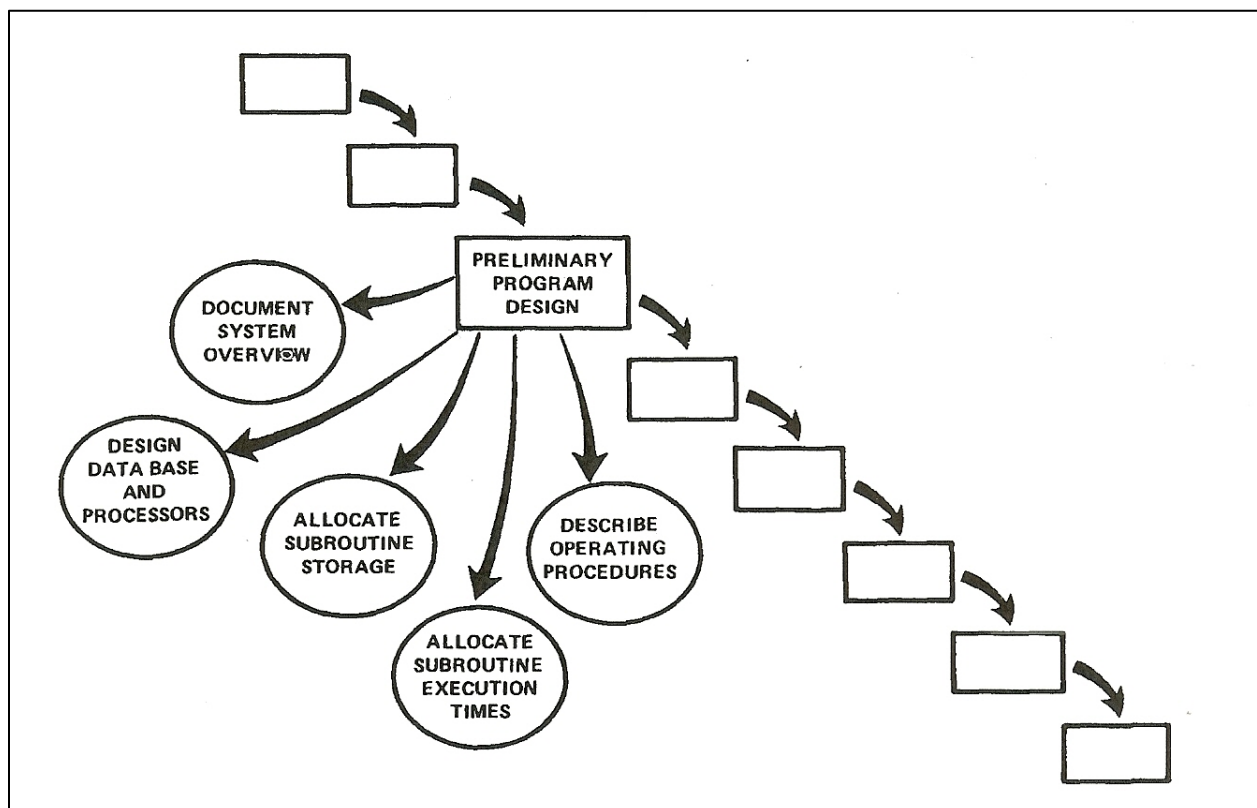 PRELIMINARY
PROGRAM
DESIGN
DOCUMENT
SYSTEM
OVERVIEW
DESIGN
DATA BASE
AND
PROCESSORS
ALLOCATE
SUBROUTINE
STORAGE
DESCRIBE
OPERATING
PROCEDURES
ALLOCATE
SUBROUTINE
EXECUTION
TIMES